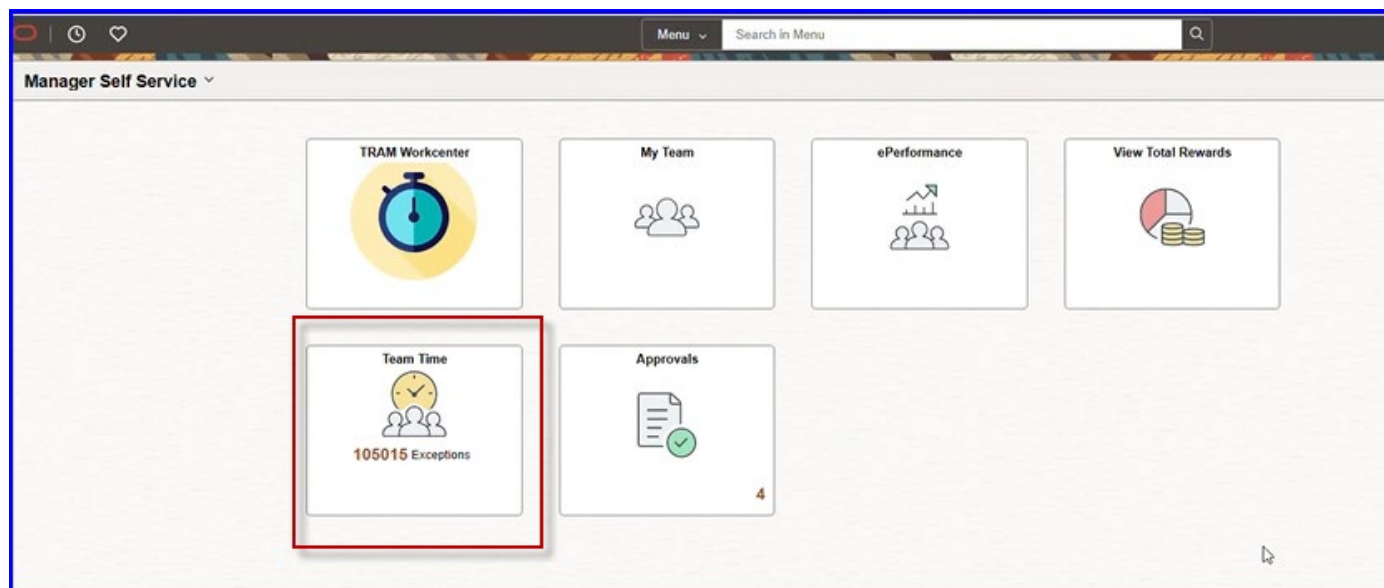 Menu
Search in Menu
Manager Self Service
TRAM Workcenter
My Team
ePerformance
View Total Rewards
Team Time
105015 Exceptions
Approvals
4